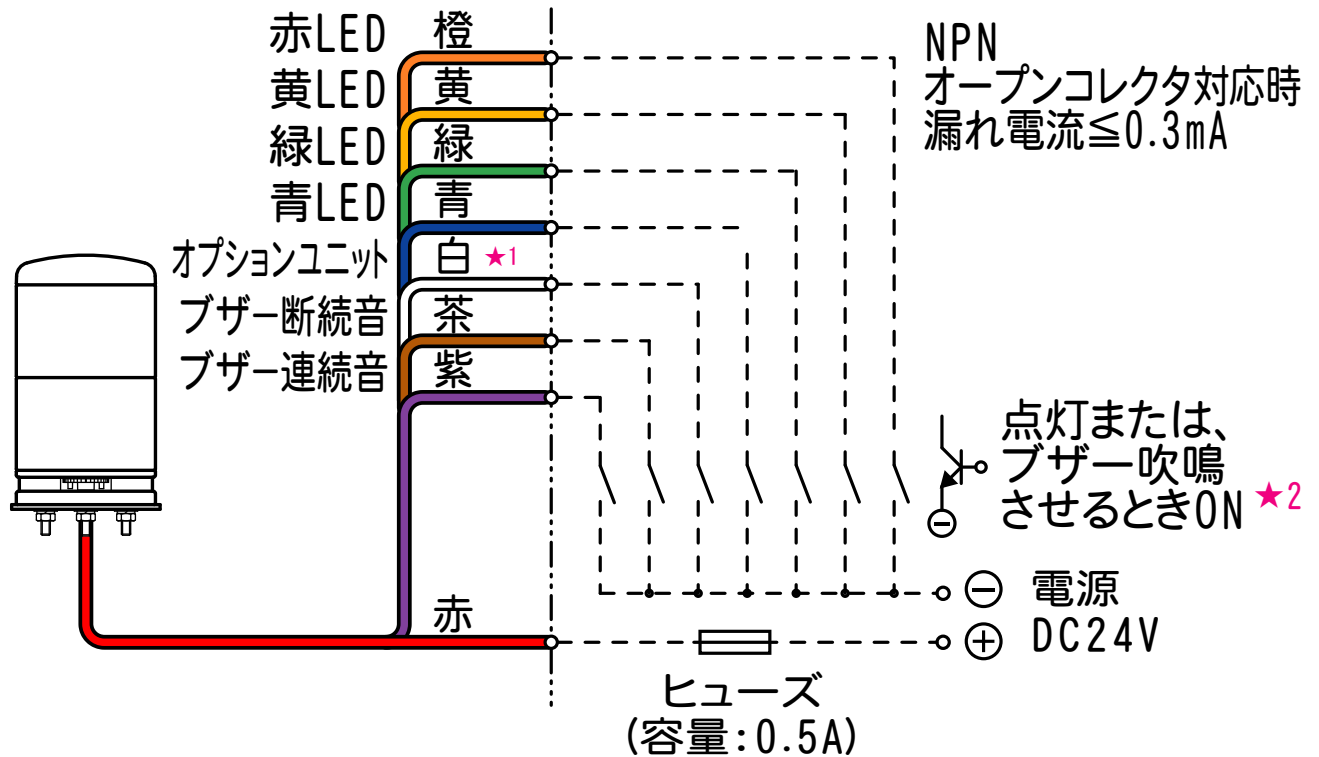 赤LED 橙
黄LED 黄
緑LED 緑
青LED 青
オプションユニット 白 ★1
ブザー断続音 茶
ブザー連続音 紫
赤
NPN
オープンコレクタ対応時
漏れ電流≦0.3mA
点灯または、
ブザー吹鳴
させるときON ★2
⊖ 電源
⊕ DC24V
ヒューズ
(容量:0.5A)